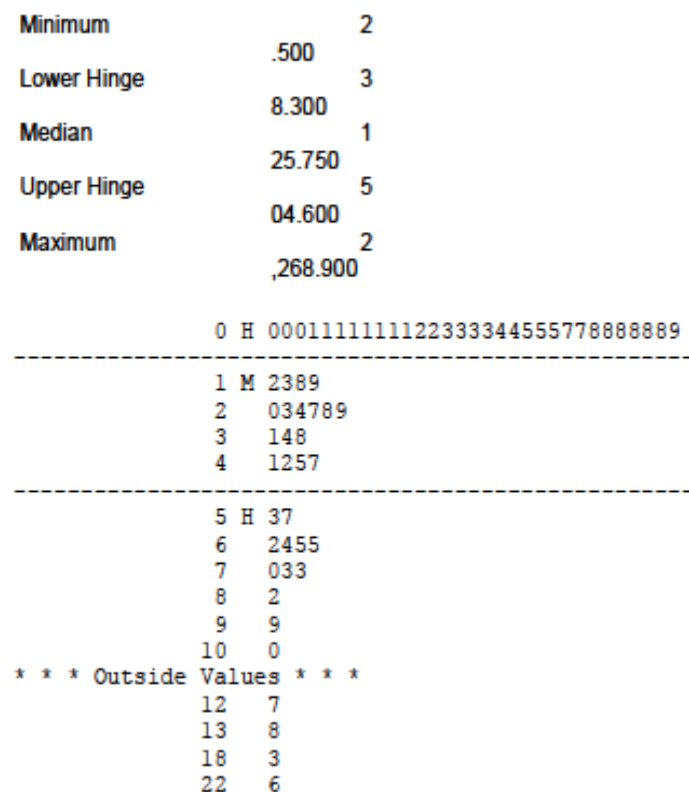 Minimum 2
.500
Lower Hinge 3
8.300
Median 1
25.750
Upper Hinge 5
04.600
Maximum 2
,268.900
0 H 00011111111122333344555778888889
--------------------------------------------------
1 M 2389
2 034789
3 148
4 1257
--------------------------------------------------
5 H 37
6 2455
7 033
8 2
9 9
10 0
* * * Outside Values * * *
12 7
13 8
18 3
22 6